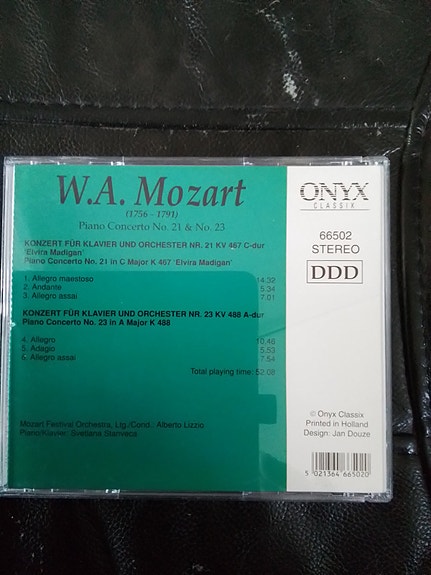 W.A. Mozart
(1756 - 1791)
Piano Concerto No. 21 & No. 23
KONZERT FÜR KLAVIER UND ORCHESTER NR. 21 KV 467 C-dur
'Elvira Madigan'
Piano Concerto No. 21 in C Major K 467 'Elvira Madigan'
1. Allegro maestoso 14.32
2. Andante 5.34
3. Allegro assai 7.01
KONZERT FÜR KLAVIER UND ORCHESTER NR. 23 KV 488 A-dur
Piano Concerto No. 23 in A Major K 488
4. Allegro 10.46
5. Adagio 5.53
6. Allegro assai 7.54
Total playing time: 52.08
Mozart Festival Orchestra, Ltg./Cond.: Alberto Lizzio
Piano/Klavier: Svetlana Stanveca
ONYX
CLASSIX
66502
STEREO
DDD
© Onyx Classix
Printed in Holland
Design: Jan Douze
5 021364 665020